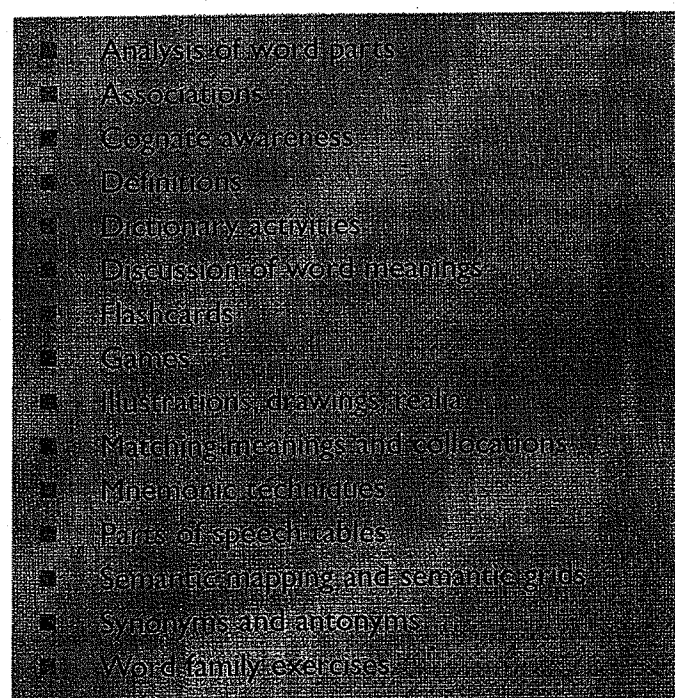 ■ Analysis of word parts
■ Associations
■ Cognate awareness
■ Definitions
■ Dictionary activities
■ Discussion of word meanings
■ Flashcards
■ Games
■ Illustrations, drawings, realia
■ Matching meanings and collocations
■ Mnemonic techniques
■ Parts of speech tables
■ Semantic mapping and semantic grids
■ Synonyms and antonyms
■ Word family exercises